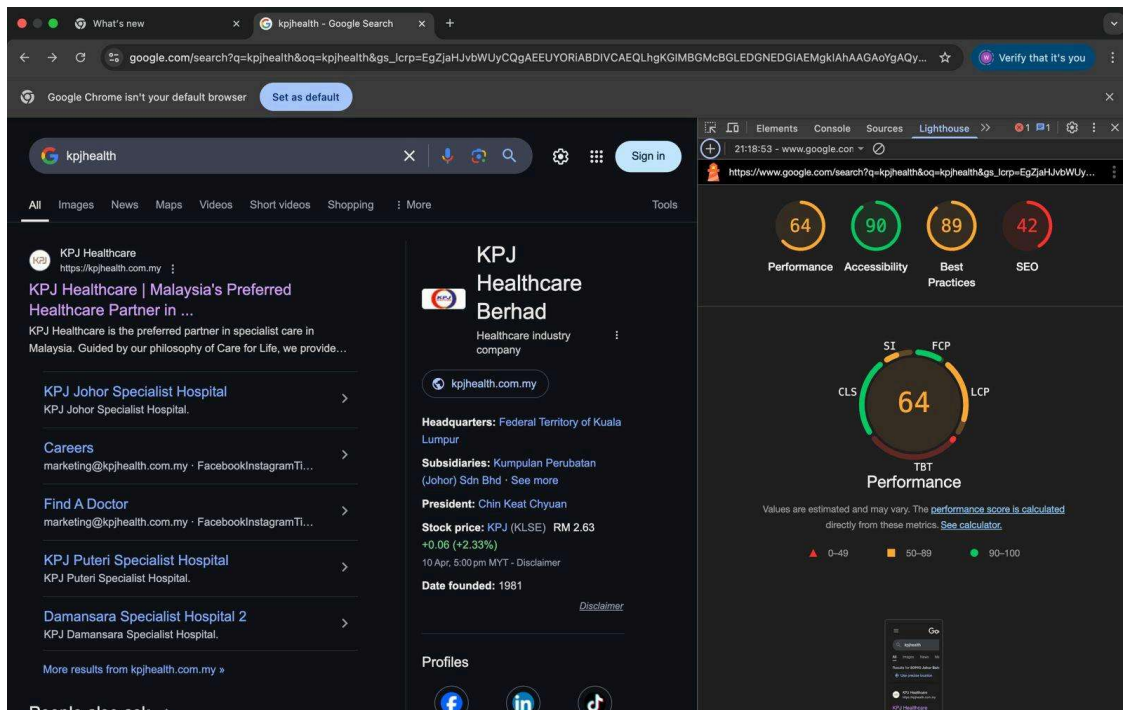 What's new
kpjhealth - Google Search
google.com/search?q=kpjhealth&oq=kpjhealth&gs_lcrp=EgZjaHJvbWUyCQgAEEUYORiABDIVCAEQLhgKGIMBGMcBGLEDGNEDGIAEMgkIAhAAGAoYgAQy...
Verify that it's you
Google Chrome isn't your default browser
Set as default
kpjhealth
Sign in
All
Images
News
Maps
Videos
Short videos
Shopping
More
Tools
KPJ
KPJ Healthcare
https://kpjhealth.com.my
KPJ Healthcare | Malaysia's Preferred
Healthcare Partner in ...
KPJ Healthcare is the preferred partner in specialist care in
Malaysia. Guided by our philosophy of Care for Life, we provide...
KPJ Johor Specialist Hospital
KPJ Johor Specialist Hospital.
Careers
marketing@kpjhealth.com.my · FacebookInstagramTi...
Find A Doctor
marketing@kpjhealth.com.my · FacebookInstagramTi...
KPJ Puteri Specialist Hospital
KPJ Puteri Specialist Hospital.
Damansara Specialist Hospital 2
KPJ Damansara Specialist Hospital.
More results from kpjhealth.com.my »
KPJ
Healthcare
Berhad
KPJ
Healthcare industry
company
kpjhealth.com.my
Headquarters: Federal Territory of Kuala
Lumpur
Subsidiaries: Kumpulan Perubatan
(Johor) Sdn Bhd · See more
President: Chin Keat Chyuan
Stock price: KPJ (KLSE) RM 2.63
+0.06 (+2.33%)
10 Apr, 5:00 pm MYT - Disclaimer
Date founded: 1981
Disclaimer
Profiles
Elements
Console
Sources
Lighthouse
1
1
21:18:53 - www.google.com
https://www.google.com/search?q=kpjhealth&oq=kpjhealth&gs_lcrp=EgZjaHJvbWUy...
64
90
89
42
Performance
Accessibility
Best
Practices
SEO
SI
FCP
CLS
LCP
64
TBT
Performance
Values are estimated and may vary. The performance score is calculated
directly from these metrics. See calculator.
0–49
50–89
90–100
kpjhealth
KPJ Healthcare